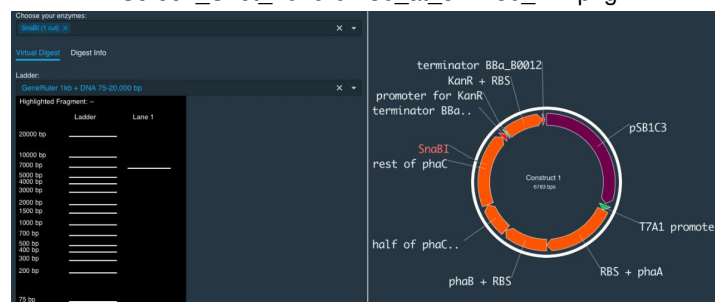 Choose your enzymes:
SnaBI (1 cut) ×
Virtual Digest Digest Info
Ladder:
GeneRuler 1kb + DNA 75-20,000 bp
Highlighted Fragment: --
Ladder Lane 1
20000 bp
10000 bp
7000 bp
5000 bp
4000 bp
3000 bp
2000 bp
1500 bp
1000 bp
700 bp
500 bp
400 bp
300 bp
200 bp
75 bp
terminator BBa_B0012
KanR + RBS
promoter for KanR
terminator BBa..
pSB1C3
SnaBI
rest of phaC
Construct 1
6783 bps
T7A1 promote
half of phaC..
RBS + phaA
phaB + RBS